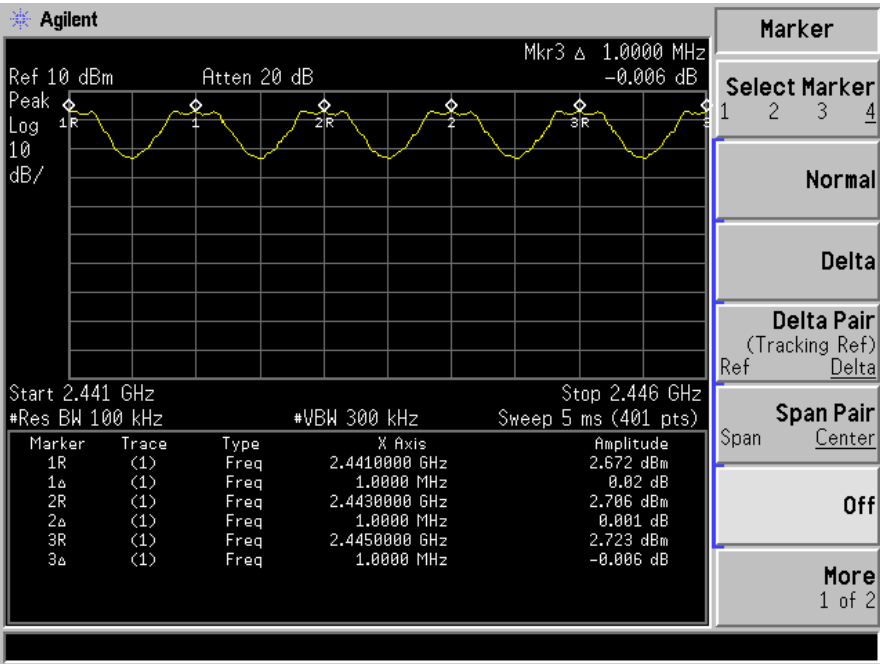 Agilent
Mkr3 Δ 1.0000 MHz
Ref 10 dBm Atten 20 dB -0.006 dB
Peak
Log
10
dB/
1R 1 2R 2 3R 3
Start 2.441 GHz Stop 2.446 GHz
#Res BW 100 kHz #VBW 300 kHz Sweep 5 ms (401 pts)
Marker Trace Type X Axis Amplitude
1R (1) Freq 2.4410000 GHz 2.672 dBm
1Δ (1) Freq 1.0000 MHz 0.02 dB
2R (1) Freq 2.4430000 GHz 2.706 dBm
2Δ (1) Freq 1.0000 MHz 0.001 dB
3R (1) Freq 2.4450000 GHz 2.723 dBm
3Δ (1) Freq 1.0000 MHz -0.006 dB
Marker
Select Marker
1 2 3 4
Normal
Delta
Delta Pair
(Tracking Ref)
Ref Delta
Span Pair
Span Center
Off
More
1 of 2